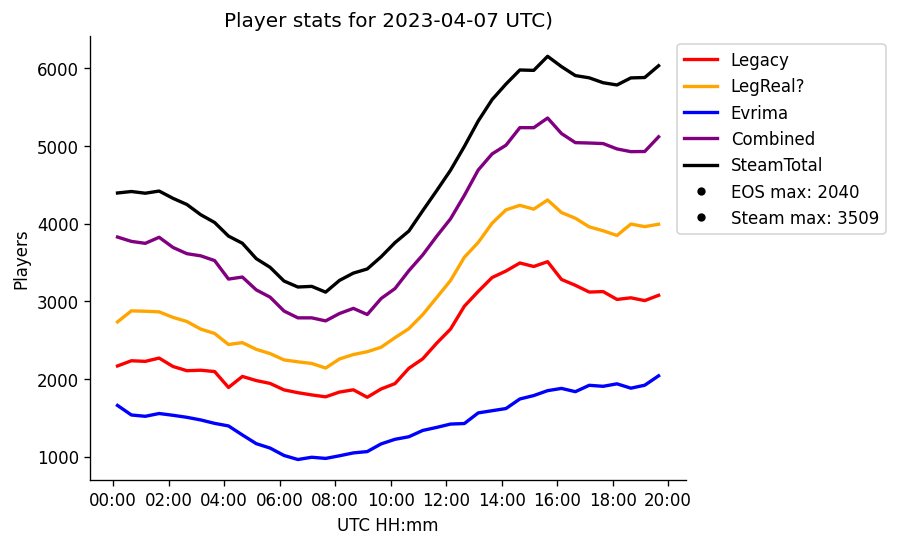 Player stats for 2023-04-07 UTC)
Legacy
LegReal?
Evrima
Combined
SteamTotal
EOS max: 2040
Steam max: 3509
Players
6000
5000
4000
3000
2000
1000
00:00 02:00 04:00 06:00 08:00 10:00 12:00 14:00 16:00 18:00 20:00
UTC HH:mm